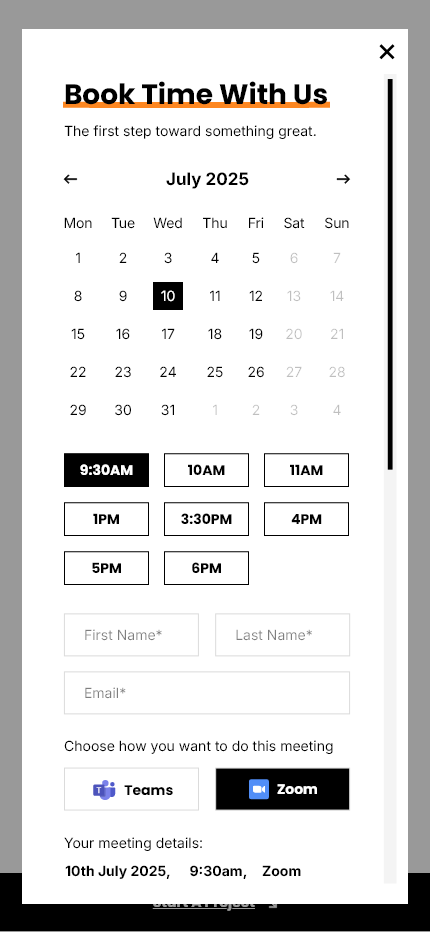 Book Time With Us
The first step toward something great.
July 2025
Mon Tue Wed Thu Fri Sat Sun
1 2 3 4 5 6 7
8 9 10 11 12 13 14
15 16 17 18 19 20 21
22 23 24 25 26 27 28
29 30 31 1 2 3 4
9:30AM 10AM 11AM
1PM 3:30PM 4PM
5PM 6PM
First Name* Last Name*
Email*
Choose how you want to do this meeting
Teams Zoom
Your meeting details:
10th July 2025, 9:30am, Zoom
Start A Project